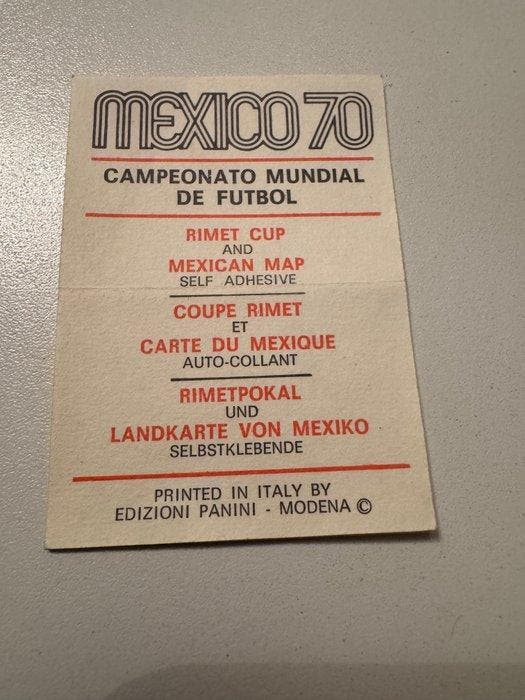 MEXICO 70
CAMPEONATO MUNDIAL
DE FUTBOL
RIMET CUP
AND
MEXICAN MAP
SELF ADHESIVE
COUPE RIMET
ET
CARTE DU MEXIQUE
AUTO-COLLANT
RIMETPOKAL
UND
LANDKARTE VON MEXIKO
SELBSTKLEBENDE
PRINTED IN ITALY BY
EDIZIONI PANINI - MODENA ©